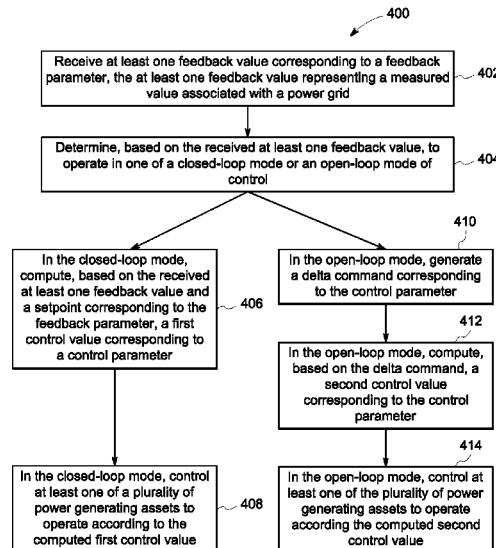 400
Receive at least one feedback value corresponding to a feedback
parameter, the at least one feedback value representing a measured
value associated with a power grid
402
Determine, based on the received at least one feedback value, to
operate in one of a closed-loop mode or an open-loop mode of
control
404
In the closed-loop mode,
compute, based on the received
at least one feedback value and
a setpoint corresponding to the
feedback parameter, a first
control value corresponding to
a control parameter
406
410
In the open-loop mode, generate
a delta command corresponding
to the control parameter
412
In the open-loop mode, compute,
based on the delta command, a
second control value
corresponding to the control
parameter
In the closed-loop mode, control
at least one of a plurality of
power generating assets to
operate according to the
computed first control value
408
414
In the open-loop mode, control at
least one of the plurality of power
generating assets to operate
according the computed second
control value